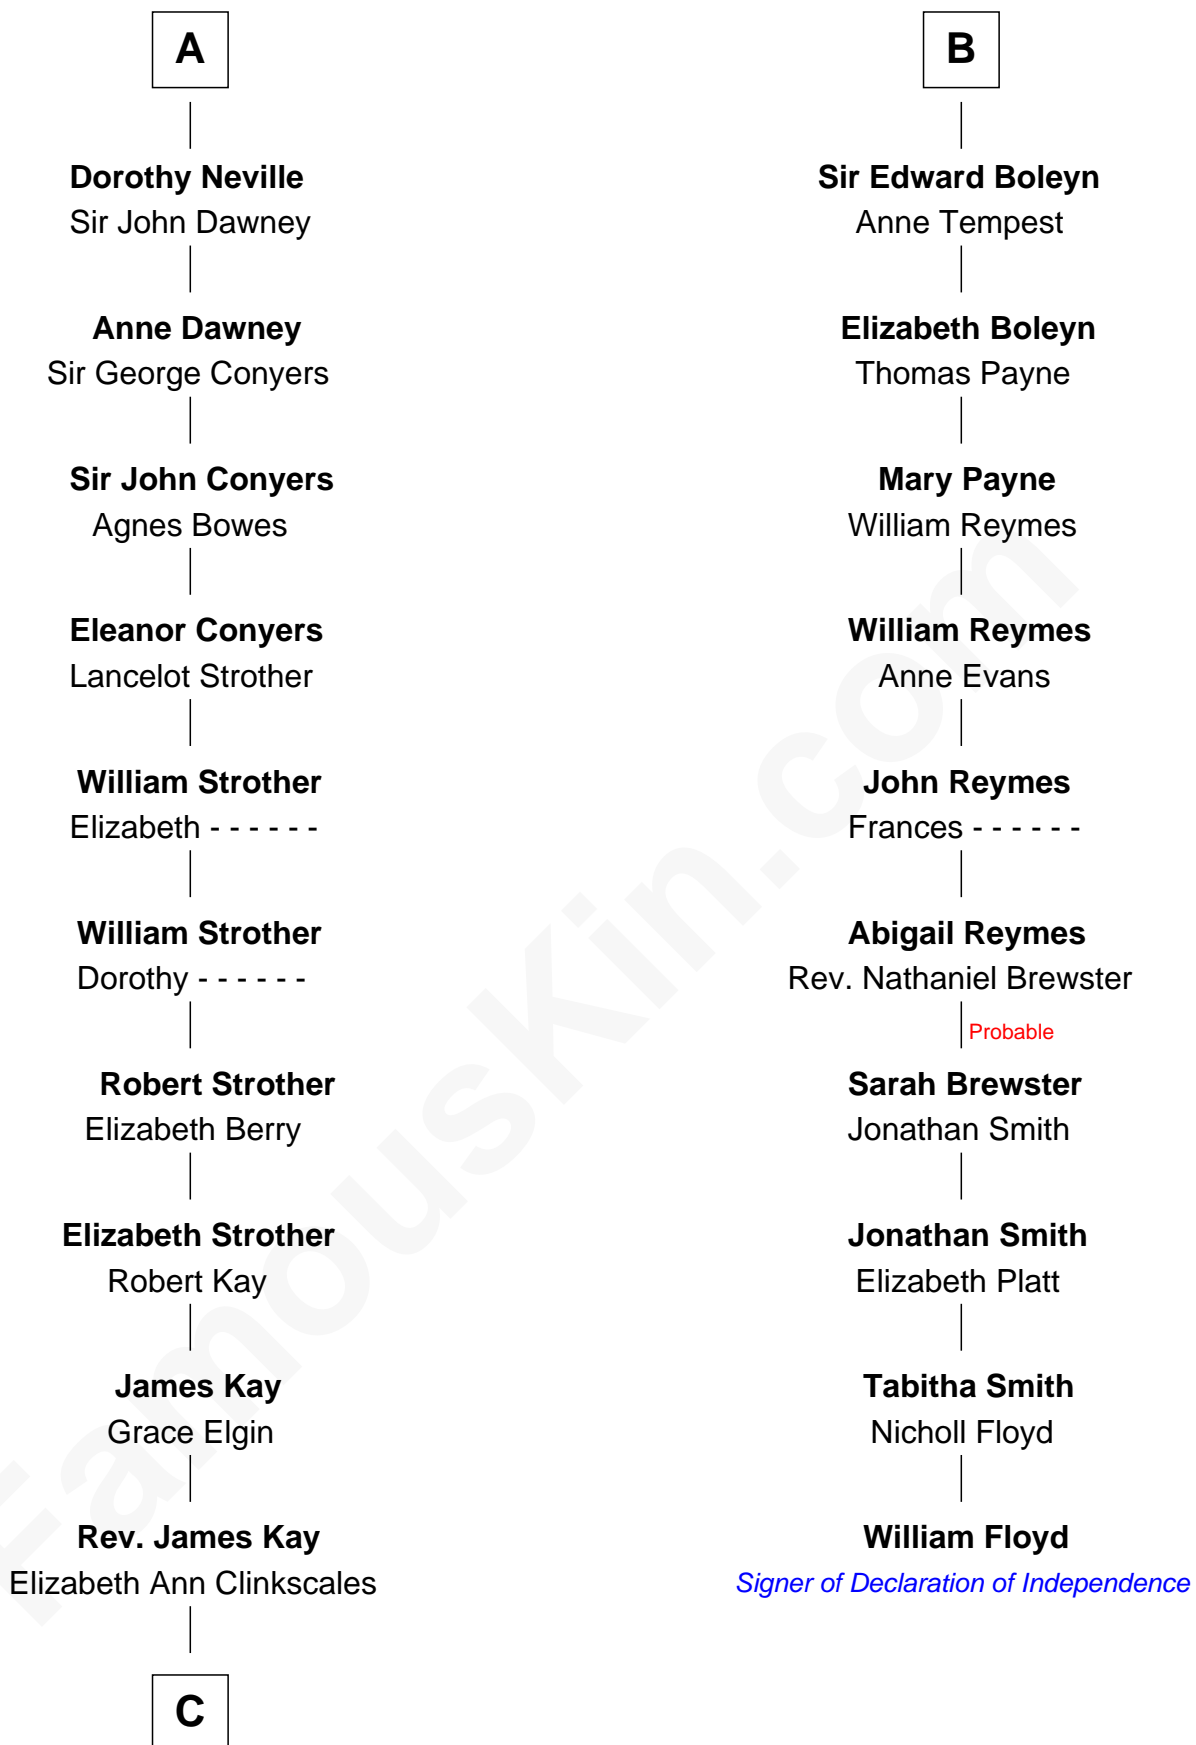 A
Dorothy Neville
Sir John Dawney
Anne Dawney
Sir George Conyers
Sir John Conyers
Agnes Bowes
Eleanor Conyers
Lancelot Strother
William Strother
Elizabeth - - - - - -
William Strother
Dorothy - - - - - -
Robert Strother
Elizabeth Berry
Elizabeth Strother
Robert Kay
James Kay
Grace Elgin
Rev. James Kay
Elizabeth Ann Clinkscales
C
B
Sir Edward Boleyn
Anne Tempest
Elizabeth Boleyn
Thomas Payne
Mary Payne
William Reymes
William Reymes
Anne Evans
John Reymes
Frances - - - - - -
Abigail Reymes
Rev. Nathaniel Brewster
Probable
Sarah Brewster
Jonathan Smith
Jonathan Smith
Elizabeth Platt
Tabitha Smith
Nicholl Floyd
William Floyd
Signer of Declaration of Independence
FamousKin.com